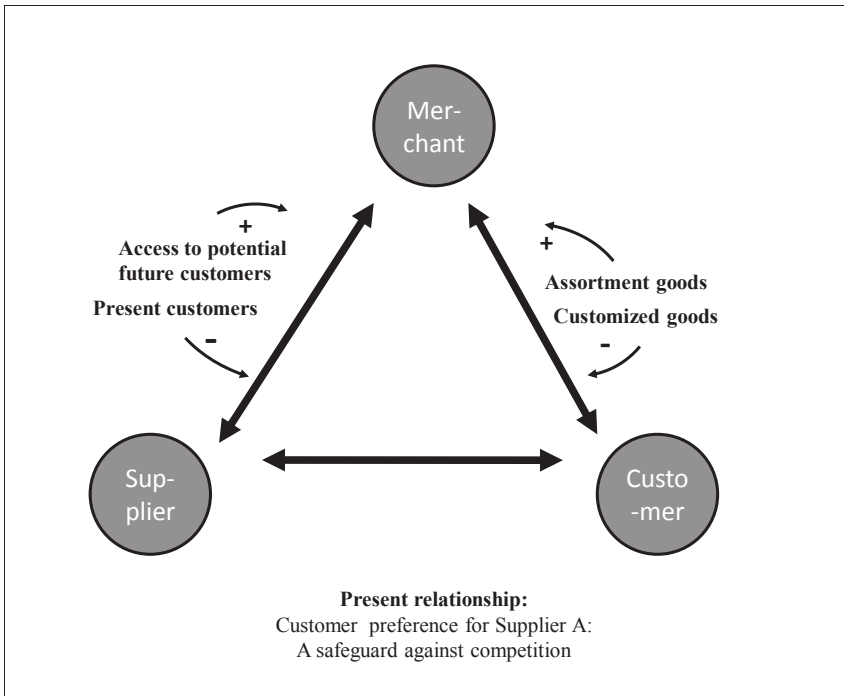 Mer-
chant
+
Access to potential
future customers
Present customers
-
+
Assortment goods
Customized goods
-
Sup-
plier
Custo
-mer
Present relationship:
Customer preference for Supplier A:
A safeguard against competition